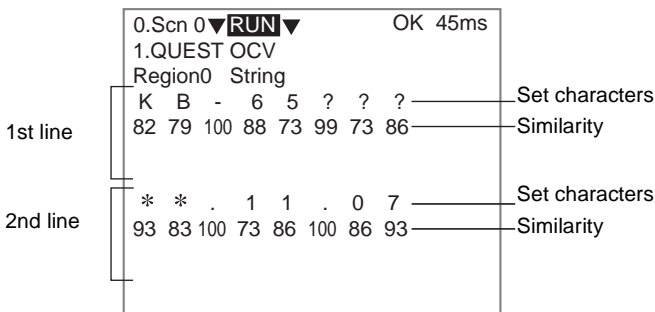 0.Scn 0▼RUN▼ OK 45ms
1.QUEST OCV
Region0 String
K B - 6 5 ? ? ? Set characters
1st line 82 79 100 88 73 99 73 86 Similarity
* * . 1 1 . 0 7 Set characters
2nd line 93 83 100 73 86 100 86 93 Similarity